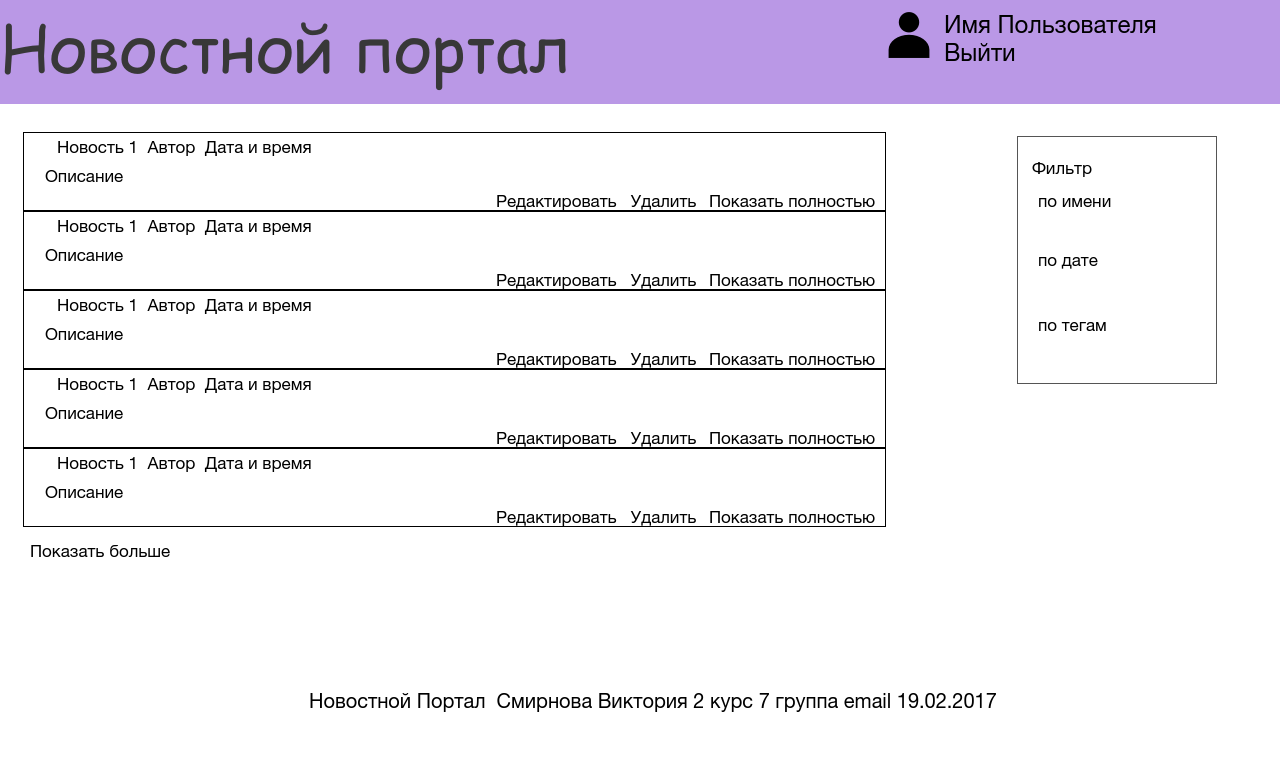 Новостной портал
Имя Пользователя
Выйти
Новость 1 Автор Дата и время
Описание
Редактировать Удалить Показать полностью
Новость 1 Автор Дата и время
Описание
Редактировать Удалить Показать полностью
Новость 1 Автор Дата и время
Описание
Редактировать Удалить Показать полностью
Новость 1 Автор Дата и время
Описание
Редактировать Удалить Показать полностью
Новость 1 Автор Дата и время
Описание
Редактировать Удалить Показать полностью
Показать больше
Фильтр
по имени
по дате
по тегам
Новостной Портал Смирнова Виктория 2 курс 7 группа email 19.02.2017